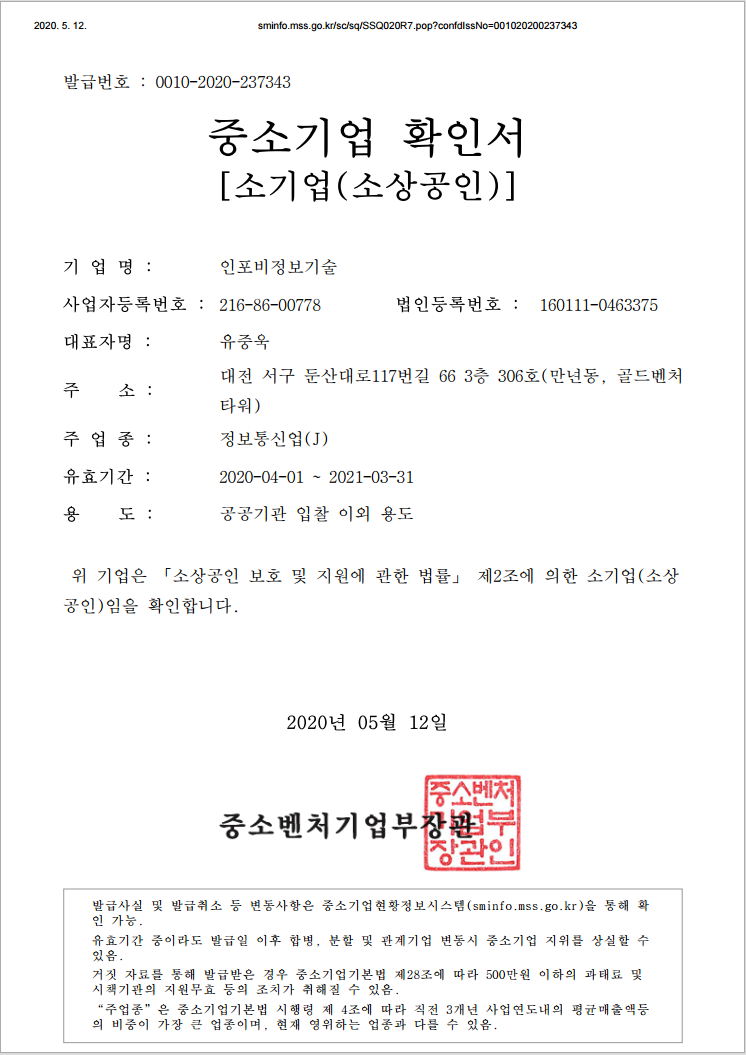 2020. 5. 12.
sminfo.mss.go.kr/sc/sq/SSQ020R7.pop?confdIssNo=001020200237343
발급번호 : 0010-2020-237343
중소기업 확인서
[소기업(소상공인)]
기 업 명 : 인포비정보기술
사업자등록번호 : 216-86-00778 법인등록번호 : 160111-0463375
대표자명 : 유중욱
주 소 : 대전 서구 둔산대로117번길 66 3층 306호(만년동, 골드벤처
타워)
주 업 종 : 정보통신업(J)
유효기간 : 2020-04-01 ~ 2021-03-31
용 도 : 공공기관 입찰 이외 용도
위 기업은 「소상공인 보호 및 지원에 관한 법률」 제2조에 의한 소기업(소상
공인)임을 확인합니다.
2020년 05월 12일
중소벤처기업부장관
중소벤처
기업부
장관인
발급사실 및 발급취소 등 변동사항은 중소기업현황정보시스템(sminfo.mss.go.kr)을 통해 확
인 가능.
유효기간 중이라도 발급일 이후 합병, 분할 및 관계기업 변동시 중소기업 지위를 상실할 수
있음.
거짓 자료를 통해 발급받은 경우 중소기업기본법 제28조에 따라 500만원 이하의 과태료 및
시책기관의 지원무효 등의 조치가 취해질 수 있음.
“주업종”은 중소기업기본법 시행령 제 4조에 따라 직전 3개년 사업연도내의 평균매출액등
의 비중이 가장 큰 업종이며, 현재 영위하는 업종과 다를 수 있음.